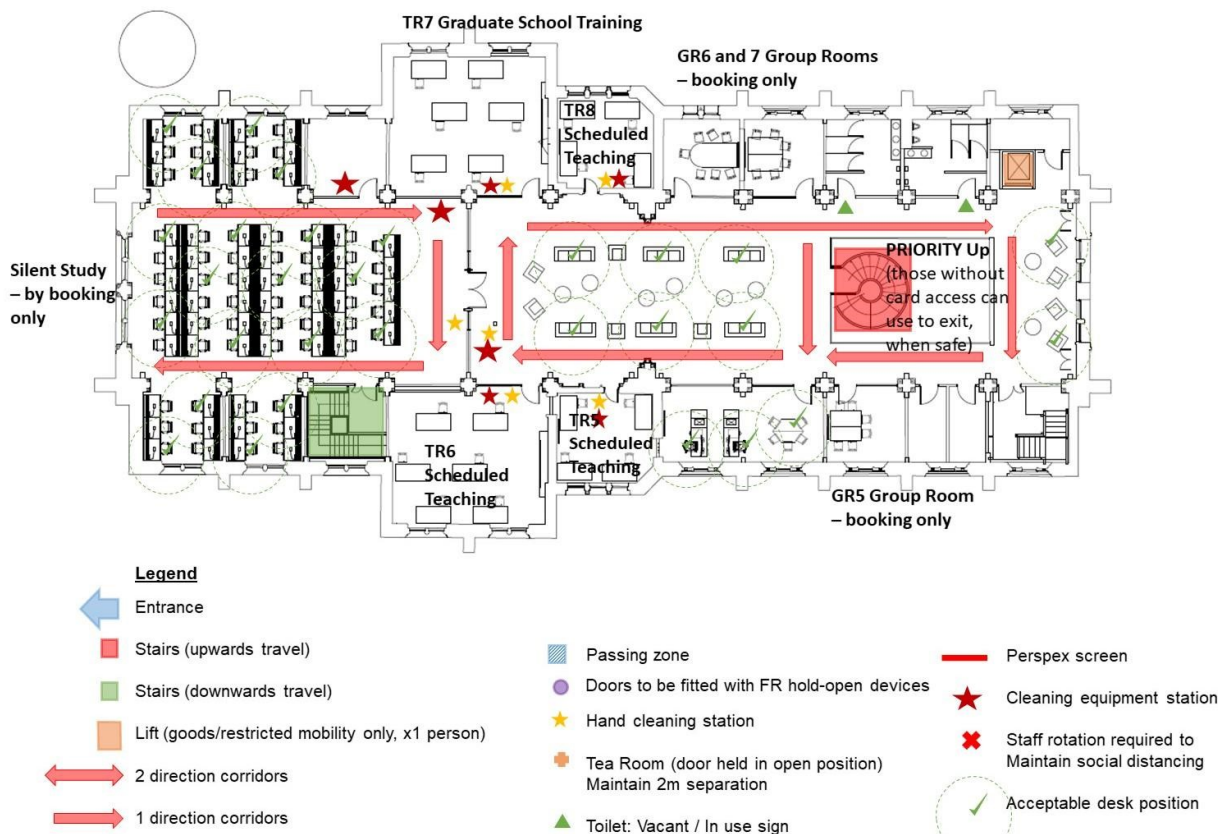 TR7 Graduate School Training
GR6 and 7 Group Rooms
– booking only
TR8
Scheduled
Teaching
Silent Study
– by booking
only
PRIORITY Up
(those without
card access can
use to exit,
when safe)
TR6
Scheduled
Teaching
TR5
Scheduled
Teaching
GR5 Group Room
– booking only
Legend
Entrance
Stairs (upwards travel)
Stairs (downwards travel)
Lift (goods/restricted mobility only, x1 person)
2 direction corridors
1 direction corridors
Passing zone
Doors to be fitted with FR hold-open devices
Hand cleaning station
Tea Room (door held in open position)
Maintain 2m separation
Toilet: Vacant / In use sign
Perspex screen
Cleaning equipment station
Staff rotation required to
Maintain social distancing
Acceptable desk position